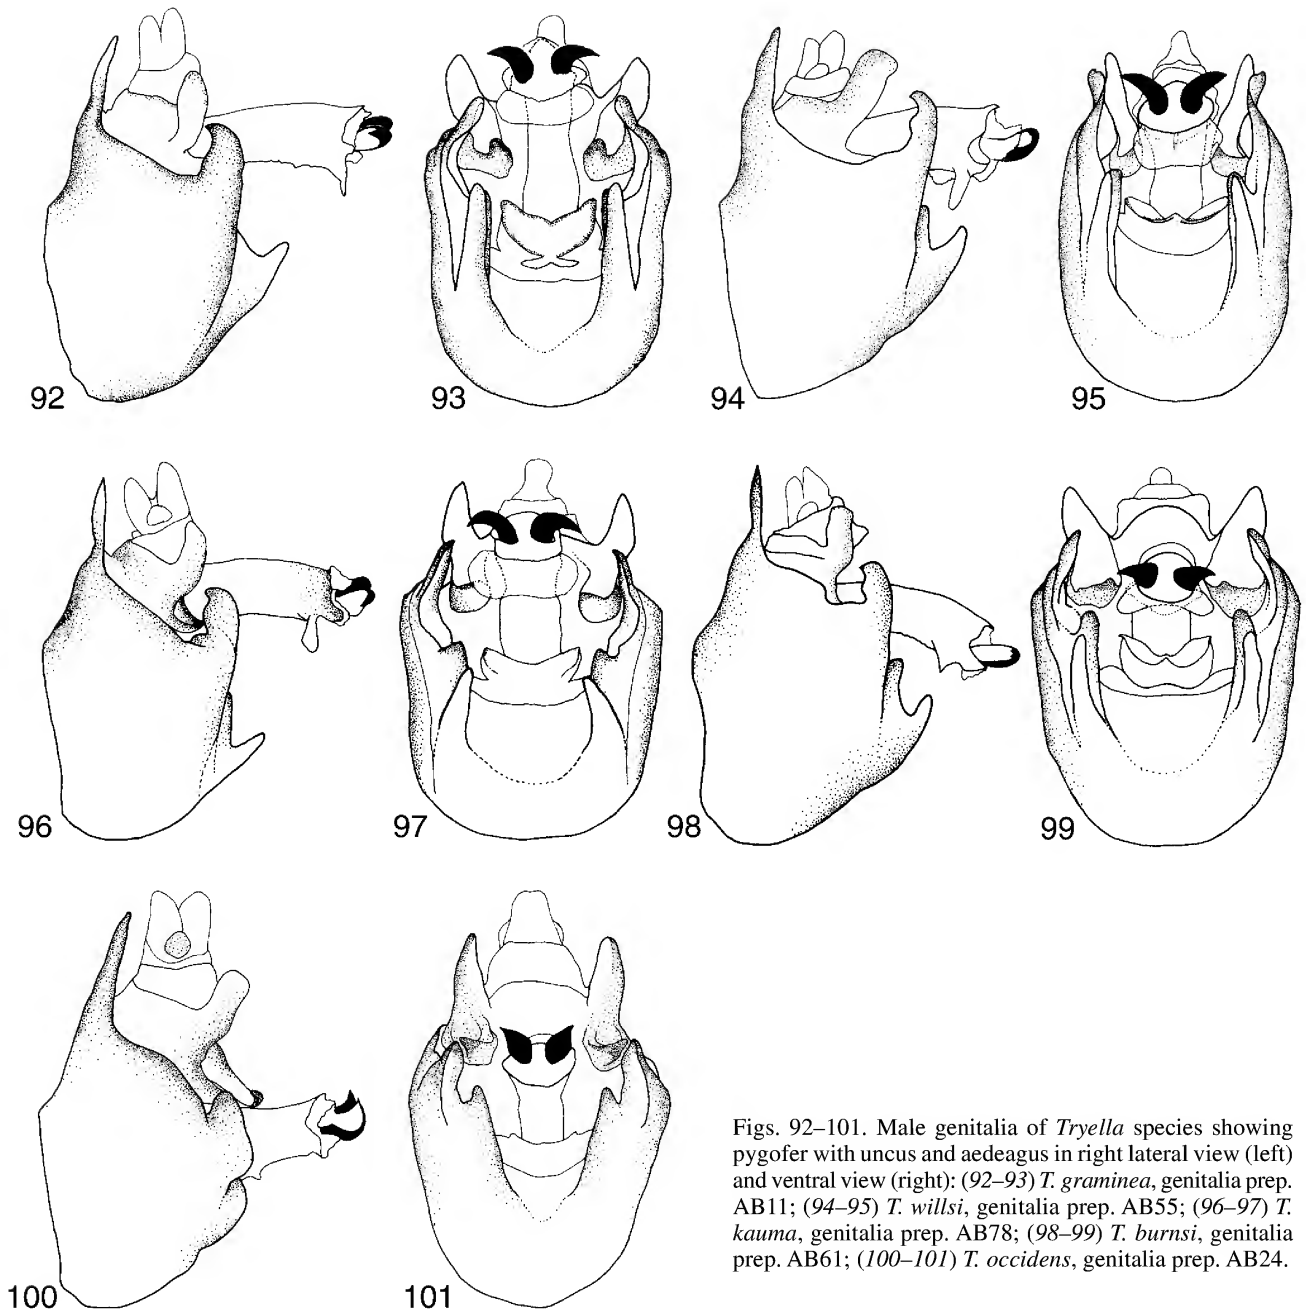 92
93
94
95
96
97
98
99
100
101
Figs. 92–101. Male genitalia of Tryella species showing
pygofer with uncus and aedeagus in right lateral view (left)
and ventral view (right): (92–93) T. graminea, genitalia prep.
AB11; (94–95) T. willsi, genitalia prep. AB55; (96–97) T.
kauma, genitalia prep. AB78; (98–99) T. burnsi, genitalia
prep. AB61; (100–101) T. occidens, genitalia prep. AB24.